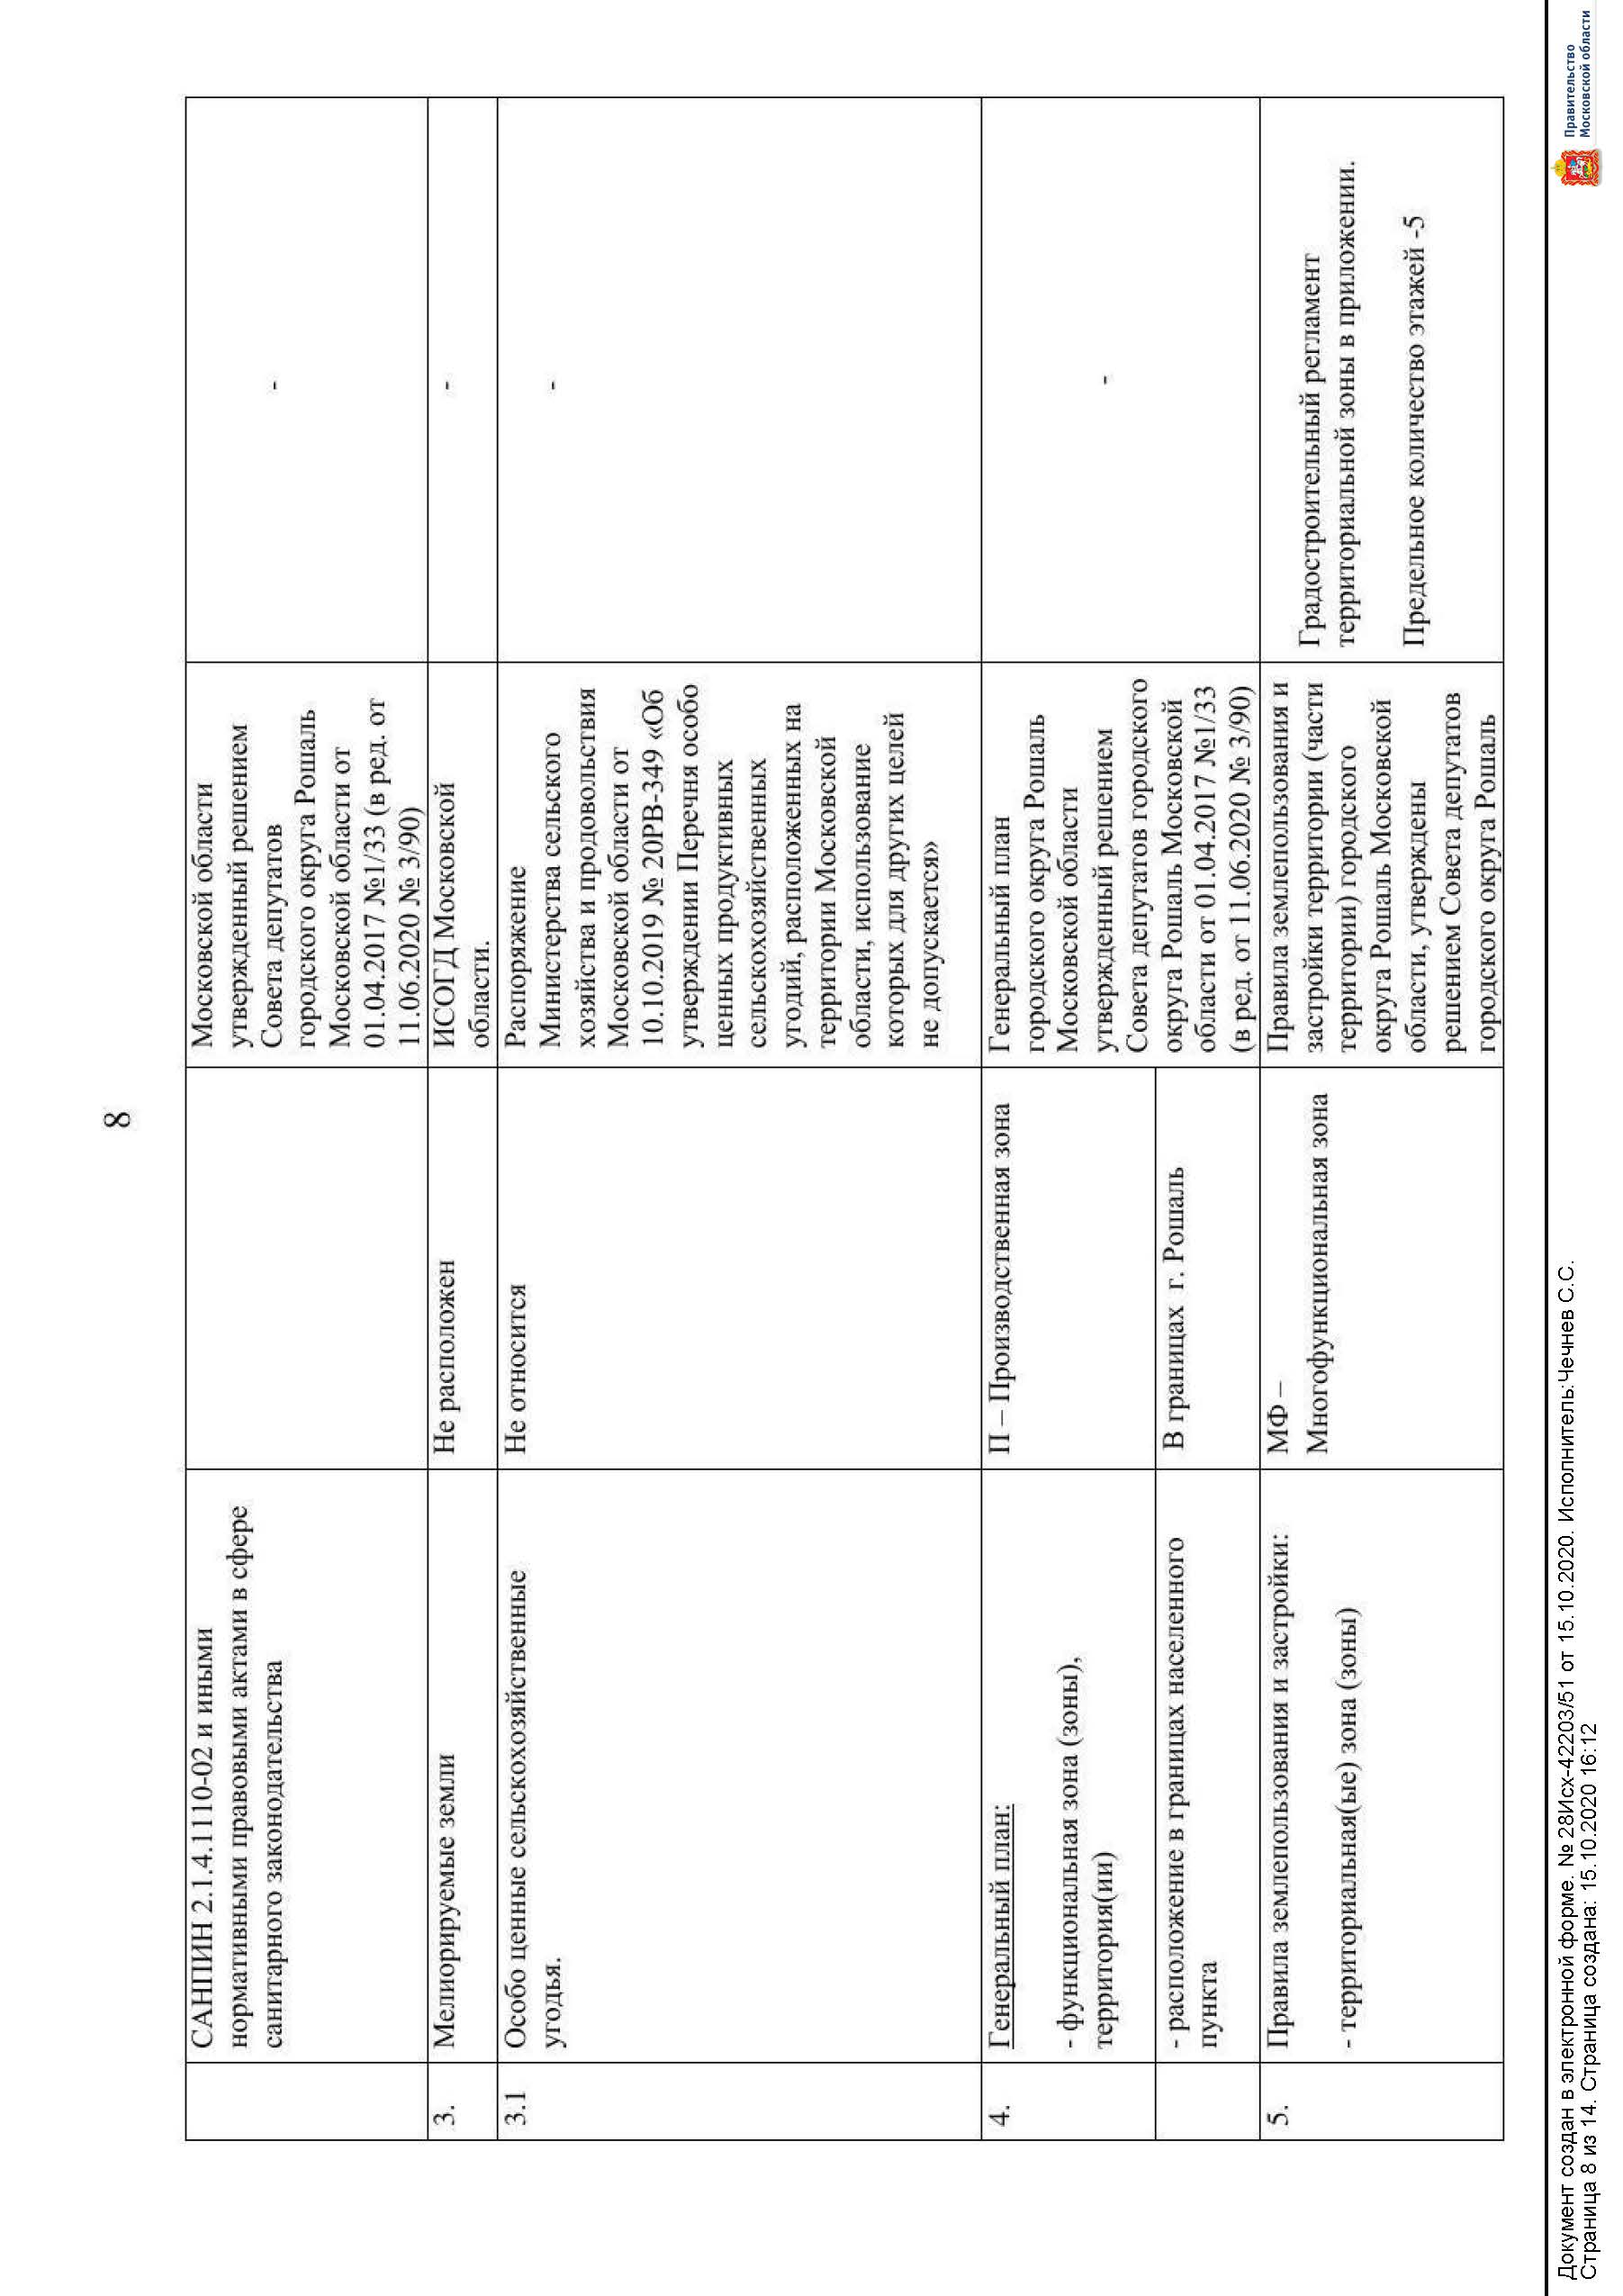 8
САНПИН 2.1.4.1110-02 и иными
нормативными правовыми актами в сфере
санитарного законодательства
Московской области
утвержденный решением
Совета депутатов
городского округа Рошаль
Московской области от
01.04.2017 №1/33 (в ред. от
11.06.2020 № 3/90)
-
3.
Мелиорируемые земли
Не расположен
ИСОГД Московской
области.
-
3.1
Особо ценные сельскохозяйственные
угодья.
Не относится
Распоряжение
Министерства сельского
хозяйства и продовольствия
Московской области от
10.10.2019 № 20РВ-349 «Об
утверждении Перечня особо
ценных продуктивных
сельскохозяйственных
угодий, расположенных на
территории Московской
области, использование
которых для других целей
не допускается»
-
4.
Генеральный план:
- функциональная зона (зоны),
территория(ии)
П – Производственная зона
Генеральный план
городского округа Рошаль
Московской области
утвержденный решением
Совета депутатов городского
округа Рошаль Московской
области от 01.04.2017 №1/33
(в ред. от 11.06.2020 № 3/90)
-
- расположение в границах населенного
пункта
В границах г. Рошаль
5.
Правила землепользования и застройки:
- территориальная(ые) зона (зоны)
МФ –
Многофункциональная зона
Правила землепользования и
застройки территории (части
территории) городского
округа Рошаль Московской
области, утверждены
решением Совета депутатов
городского округа Рошаль
Градостроительный регламент
территориальной зоны в приложении.
Предельное количество этажей -5
Документ создан в электронной форме. № 28Исх-42203/51 от 15.10.2020. Исполнитель:Чечнев С.С.
Страница 8 из 14. Страница создана: 15.10.2020 16:12
Правительство
Московской области